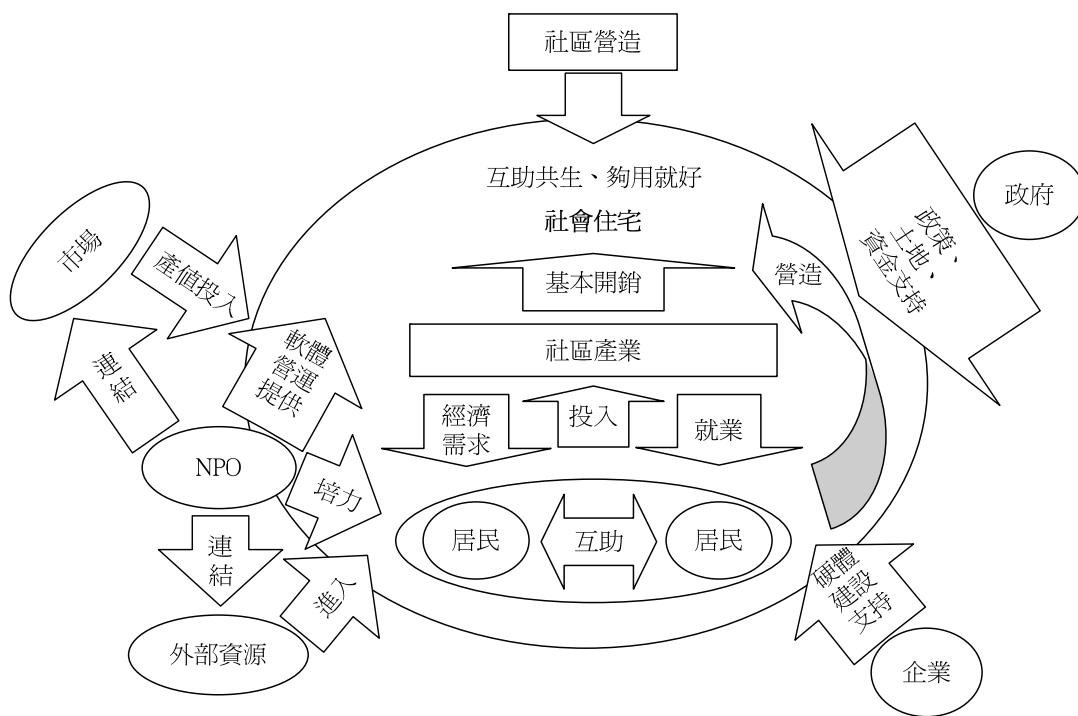 社區營造
互助共生、夠用就好
社會住宅
政府
政策、
土地、
資金支持
市場
產值投入
基本開銷
營造
連結
軟體
營運
提供
社區產業
經濟
需求
投入
就業
NPO
培力
居民
互助
居民
連
結
進入
硬體
建設
支持
外部資源
企業